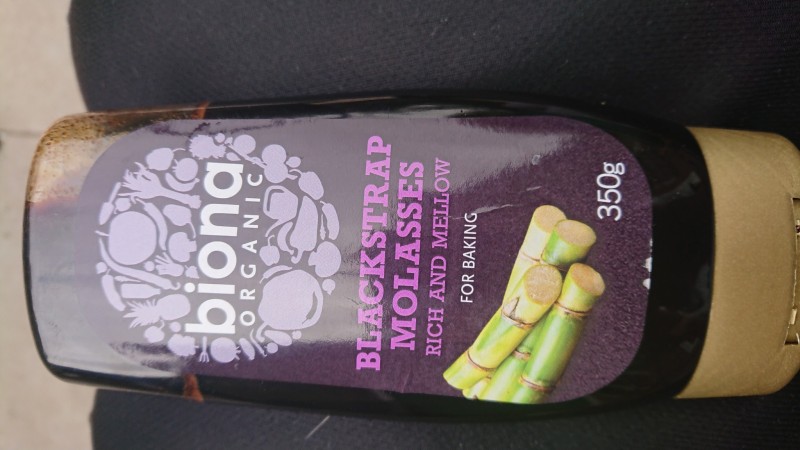 biona
ORGANIC
BLACKSTRAP
MOLASSES
RICH AND MELLOW
FOR BAKING
350g